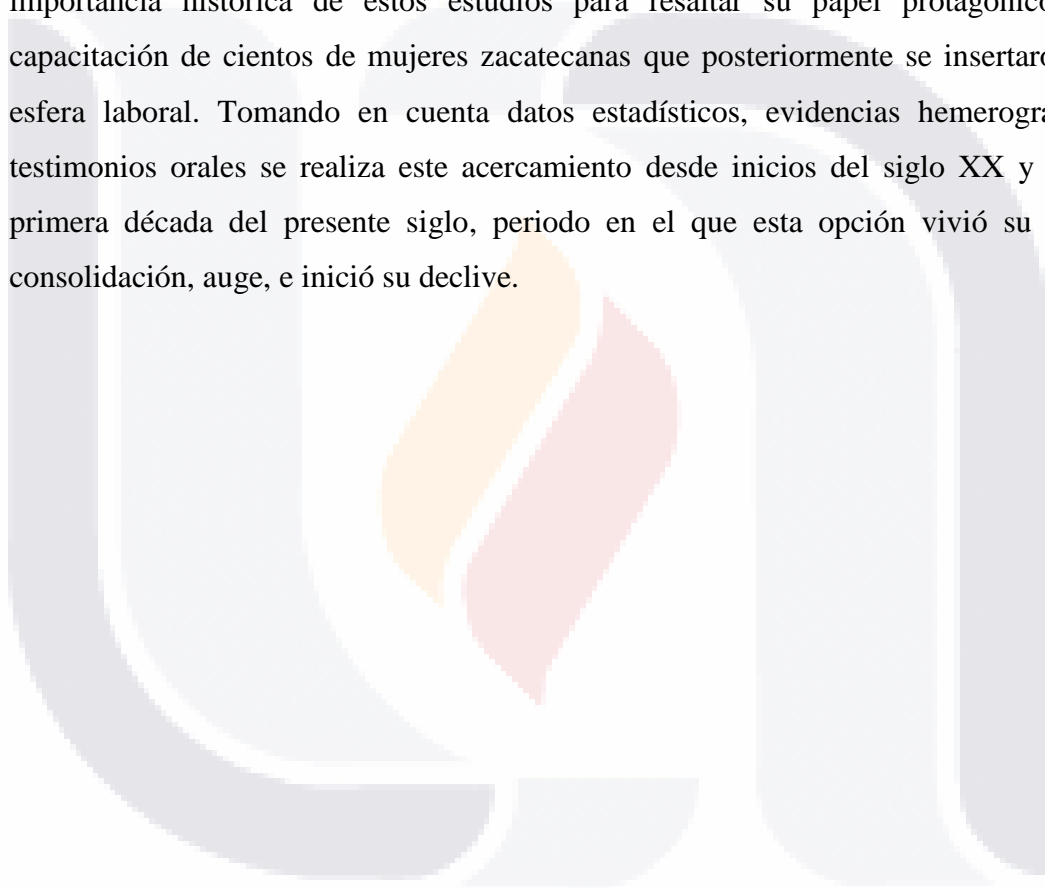 importancia histórica de estos estudios para resaltar su papel protagónico
capacitación de cientos de mujeres zacatecanas que posteriormente se insertaro
esfera laboral. Tomando en cuenta datos estadísticos, evidencias hemerogra
testimonios orales se realiza este acercamiento desde inicios del siglo XX y
primera década del presente siglo, periodo en el que esta opción vivió su
consolidación, auge, e inició su declive.